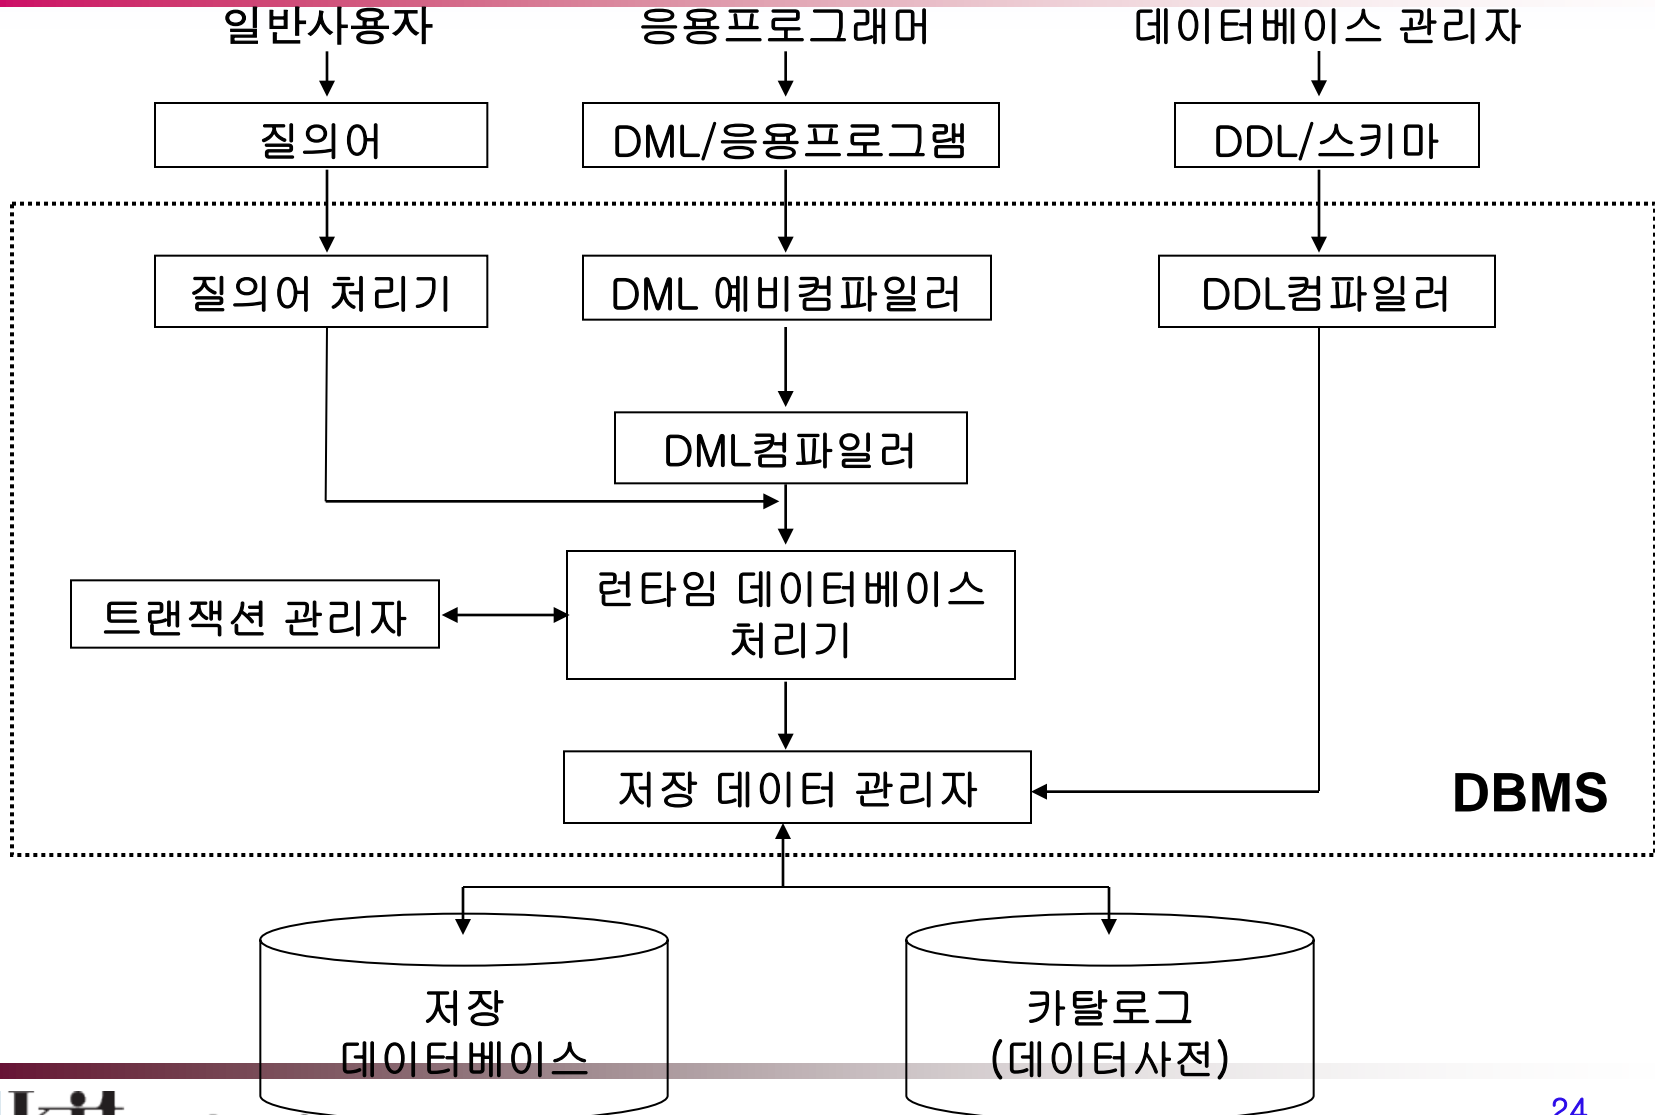 일반사용자 응용프로그래머 데이터베이스 관리자
질의어 DML/응용프로그램 DDL/스키마
질의어 처리기 DML 예비컴파일러 DDL컴파일러
DML컴파일러
런타임 데이터베이스
처리기
트랜잭션 관리자
저장 데이터 관리자
DBMS
저장
데이터베이스
카탈로그
(데이터사전)
kit
24